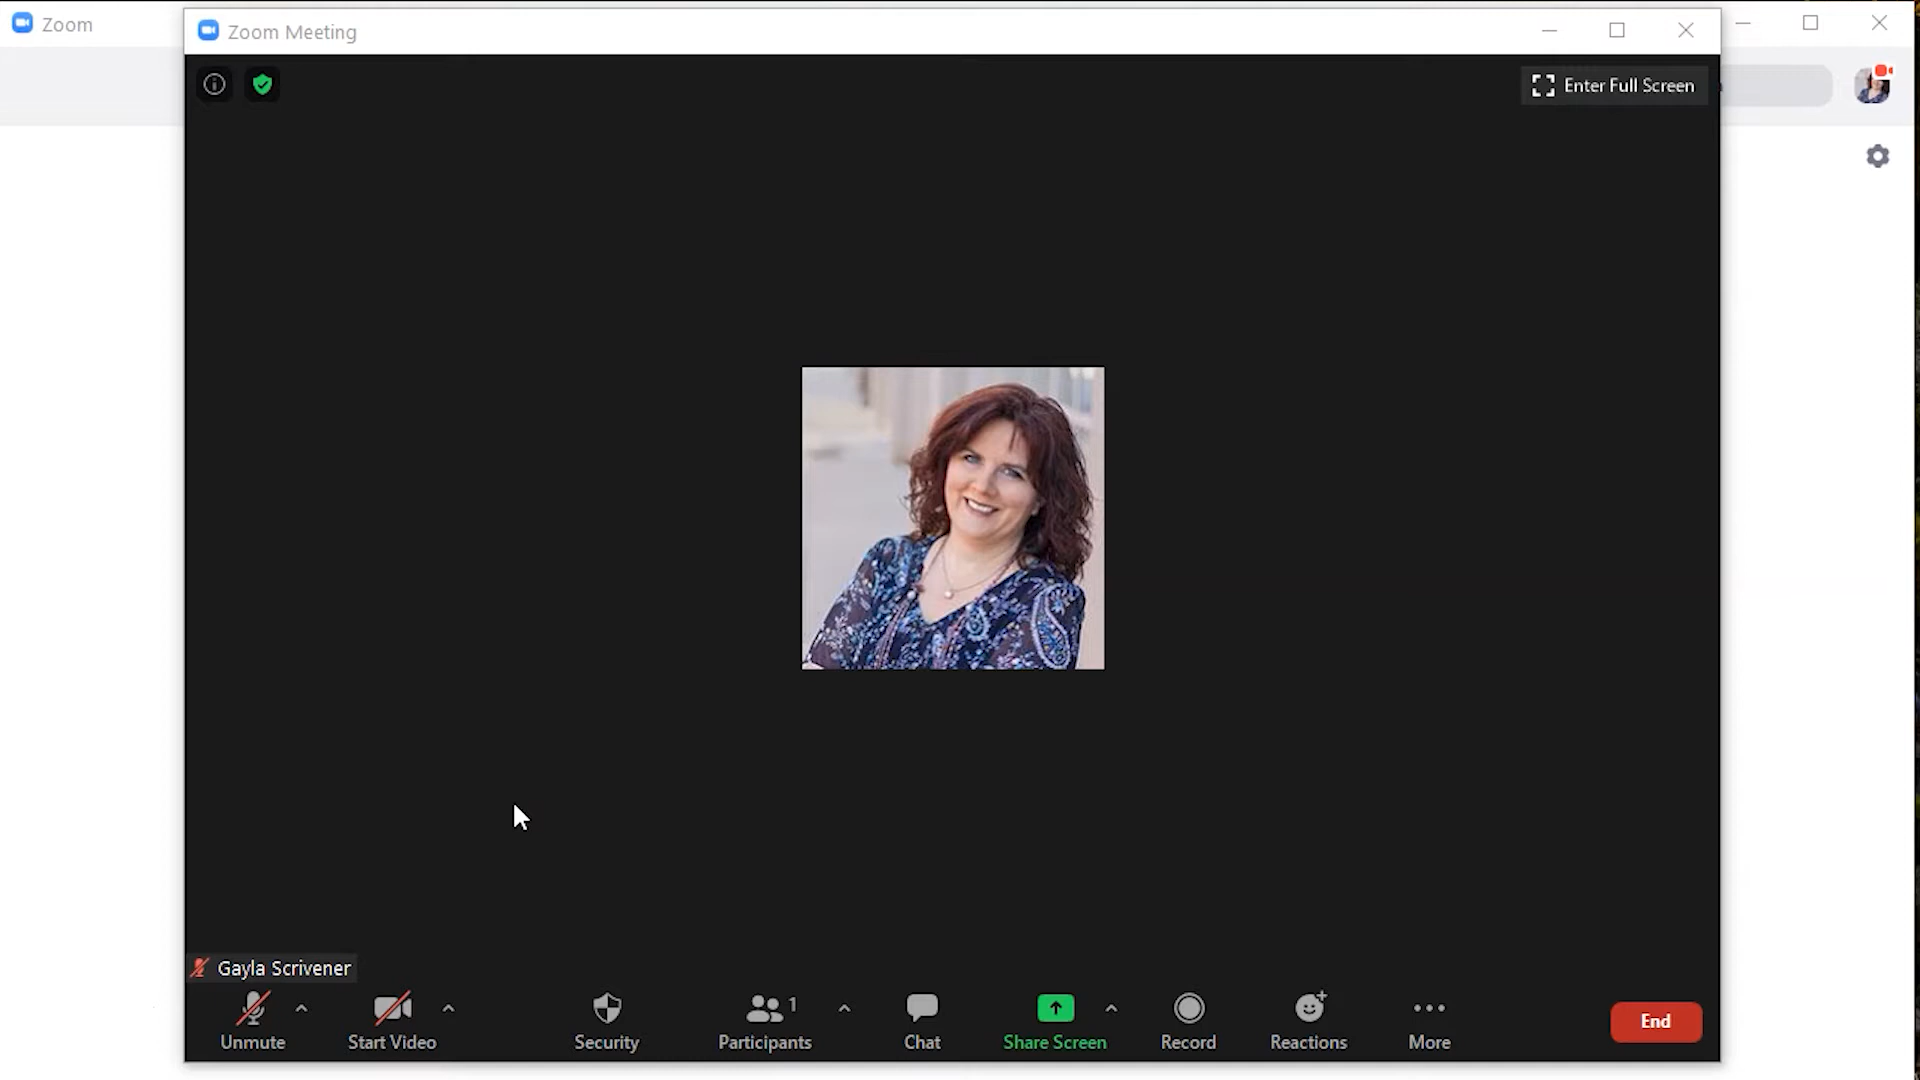 Zoom
Zoom Meeting
Enter Full Screen
Gayla Scrivener
Unmute
Start Video
Security
Participants
1
Chat
Share Screen
Record
Reactions
More
End